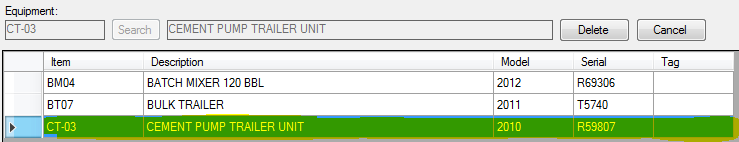 Equipment:
CT-03 Search CEMENT PUMP TRAILER UNIT Delete Cancel
Item Description Model Serial Tag
BM04 BATCH MIXER 120 BBL 2012 R69306
BT07 BULK TRAILER 2011 T5740
CT-03 CEMENT PUMP TRAILER UNIT 2010 R59807